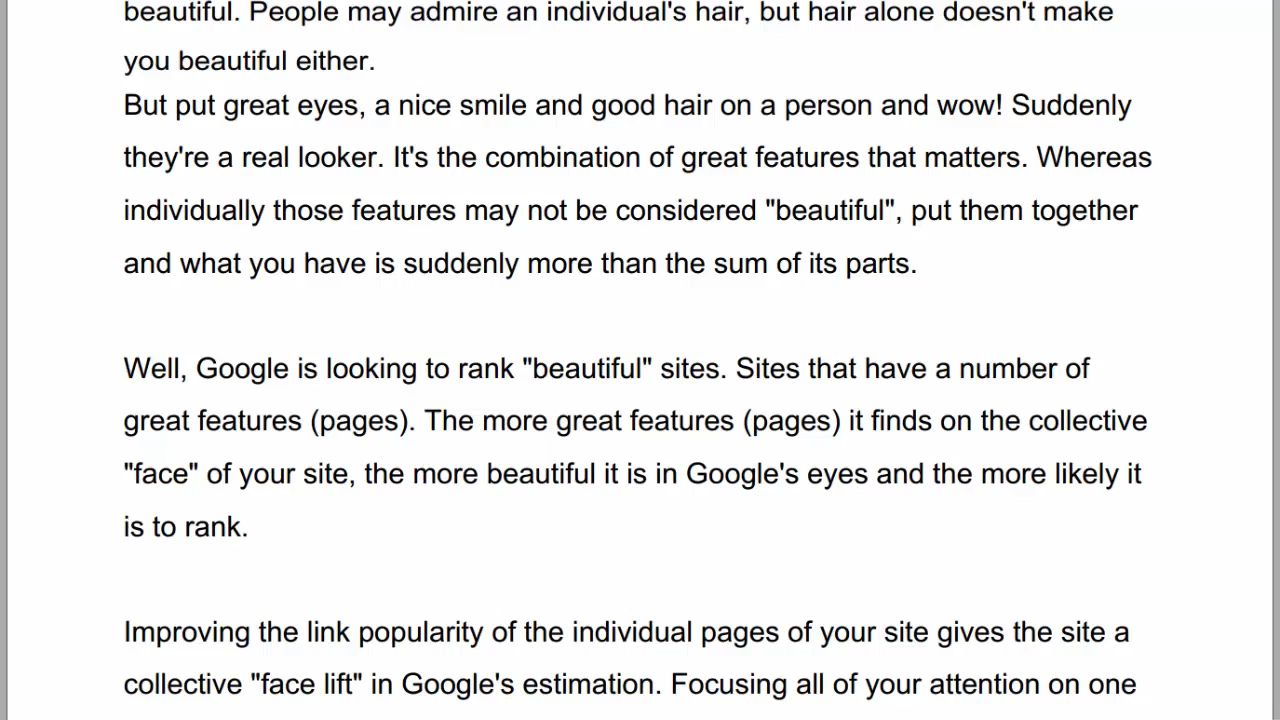 beautiful. People may admire an individual's hair, but hair alone doesn't make
you beautiful either.
But put great eyes, a nice smile and good hair on a person and wow! Suddenly
they're a real looker. It's the combination of great features that matters. Whereas
individually those features may not be considered "beautiful", put them together
and what you have is suddenly more than the sum of its parts.
Well, Google is looking to rank "beautiful" sites. Sites that have a number of
great features (pages). The more great features (pages) it finds on the collective
"face" of your site, the more beautiful it is in Google's eyes and the more likely it
is to rank.
Improving the link popularity of the individual pages of your site gives the site a
collective "face lift" in Google's estimation. Focusing all of your attention on one